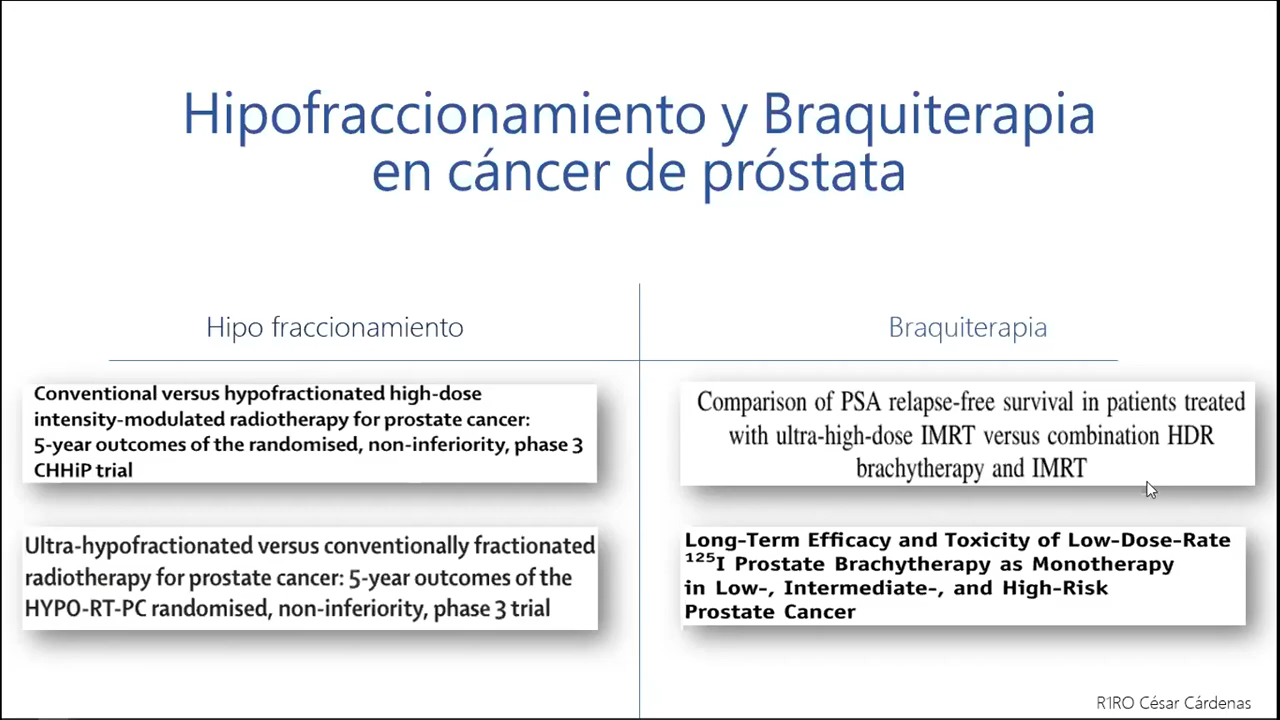 Hipofraccionamiento y Braquiterapia
en cáncer de próstata
Hipo fraccionamiento
Conventional versus hypofractionated high-dose
intensity-modulated radiotherapy for prostate cancer:
5-year outcomes of the randomised, non-inferiority, phase 3
CHHiP trial
Ultra-hypofractionated versus conventionally fractionated
radiotherapy for prostate cancer: 5-year outcomes of the
HYPO-RT-PC randomised, non-inferiority, phase 3 trial
Braquiterapia
Comparison of PSA relapse-free survival in patients treated
with ultra-high-dose IMRT versus combination HDR
brachytherapy and IMRT
Long-Term Efficacy and Toxicity of Low-Dose-Rate
¹²⁵I Prostate Brachytherapy as Monotherapy
in Low-, Intermediate-, and High-Risk
Prostate Cancer
R1RO César Cárdenas